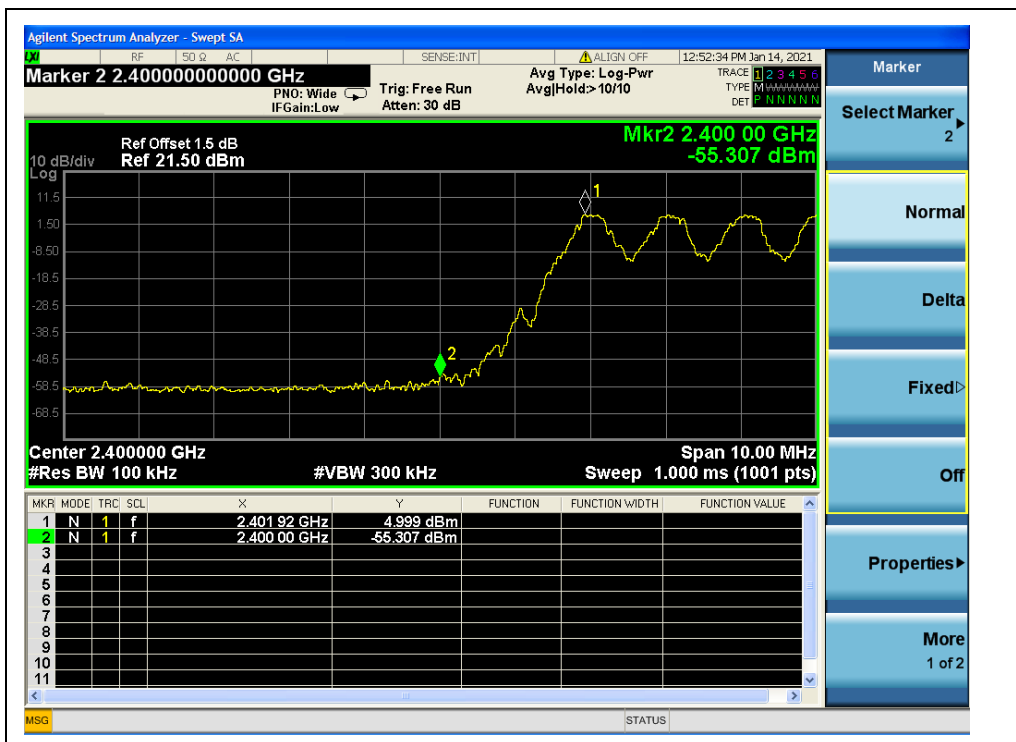 Agilent Spectrum Analyzer - Swept SA
LXI RF 50 Ω AC SENSE:INT ALIGN OFF 12:52:34 PM Jan 14, 2021
Marker 2 2.400000000000 GHz
PNO: Wide
IFGain:Low
Trig: Free Run
Atten: 30 dB
Avg Type: Log-Pwr
Avg|Hold:>10/10
TRACE 1 2 3 4 5 6
TYPE M WWWWW
DET P N N N N N
Ref Offset 1.5 dB
Ref 21.50 dBm
10 dB/div
Log
Mkr2 2.400 00 GHz
-55.307 dBm
11.5
1.50
-8.50
-18.5
-28.5
-38.5
-48.5
-58.5
-68.5
1
2
Center 2.400000 GHz
Span 10.00 MHz
#Res BW 100 kHz
#VBW 300 kHz
Sweep 1.000 ms (1001 pts)
MKR MODE TRC SCL X Y FUNCTION FUNCTION WIDTH FUNCTION VALUE
1 N 1 f 2.401 92 GHz 4.999 dBm
2 N 1 f 2.400 00 GHz -55.307 dBm
3
4
5
6
7
8
9
10
11
MSG
STATUS
Marker
Select Marker
2
Normal
Delta
Fixed
Off
Properties
More
1 of 2